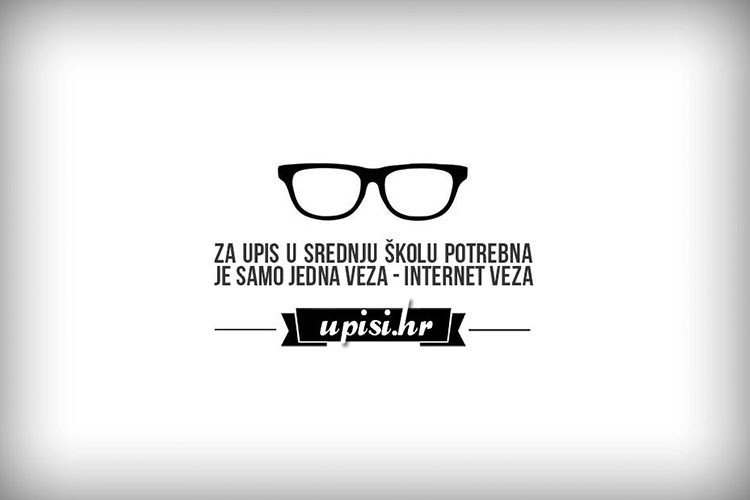 ZA UPIS U SREDNJU ŠKOLU POTREBNA
JE SAMO JEDNA VEZA - INTERNET VEZA
upisi.hr